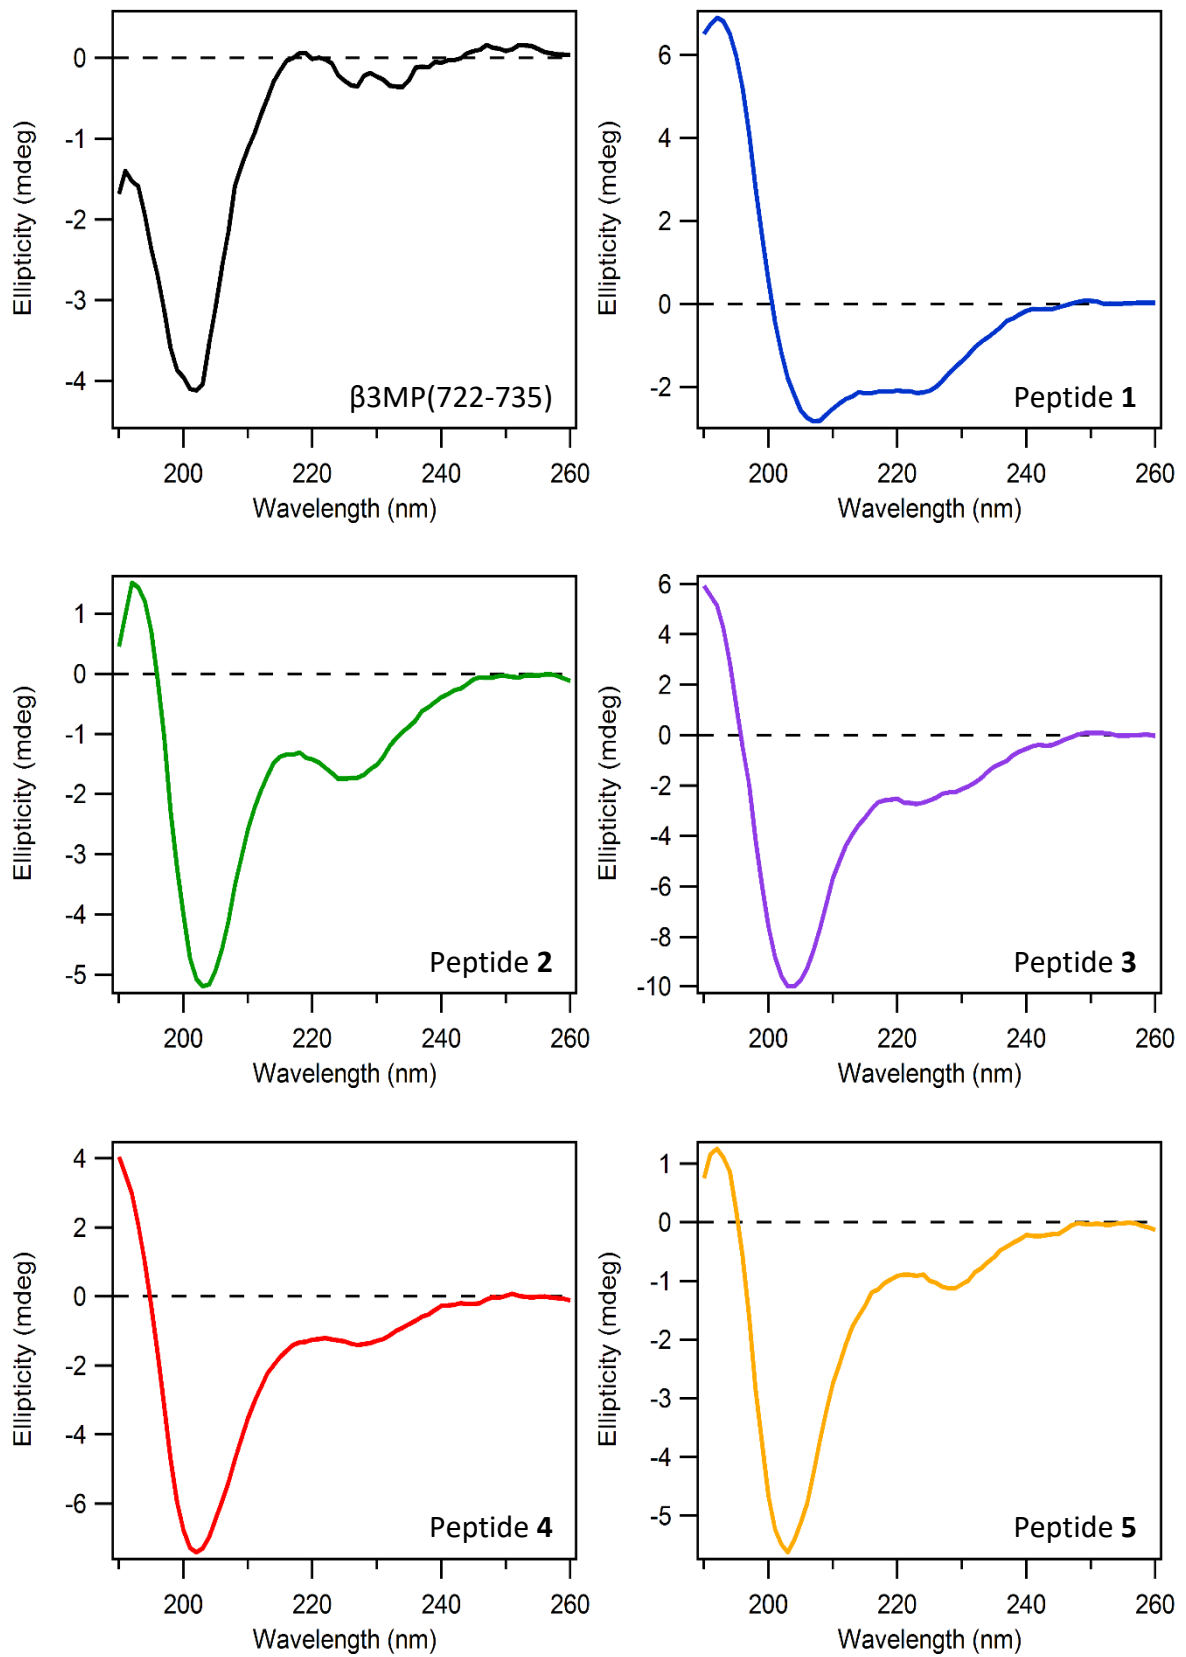 0
-1
-2
-3
-4
Ellipticity (mdeg)
β3MP(722-735)
200 220 240 260
Wavelength (nm)
6
4
2
0
-2
Ellipticity (mdeg)
Peptide 1
200 220 240 260
Wavelength (nm)
1
0
-1
-2
-3
-4
-5
Ellipticity (mdeg)
Peptide 2
200 220 240 260
Wavelength (nm)
6
4
2
0
-2
-4
-6
-8
-10
Ellipticity (mdeg)
Peptide 3
200 220 240 260
Wavelength (nm)
4
2
0
-2
-4
-6
Ellipticity (mdeg)
Peptide 4
200 220 240 260
Wavelength (nm)
1
0
-1
-2
-3
-4
-5
Ellipticity (mdeg)
Peptide 5
200 220 240 260
Wavelength (nm)